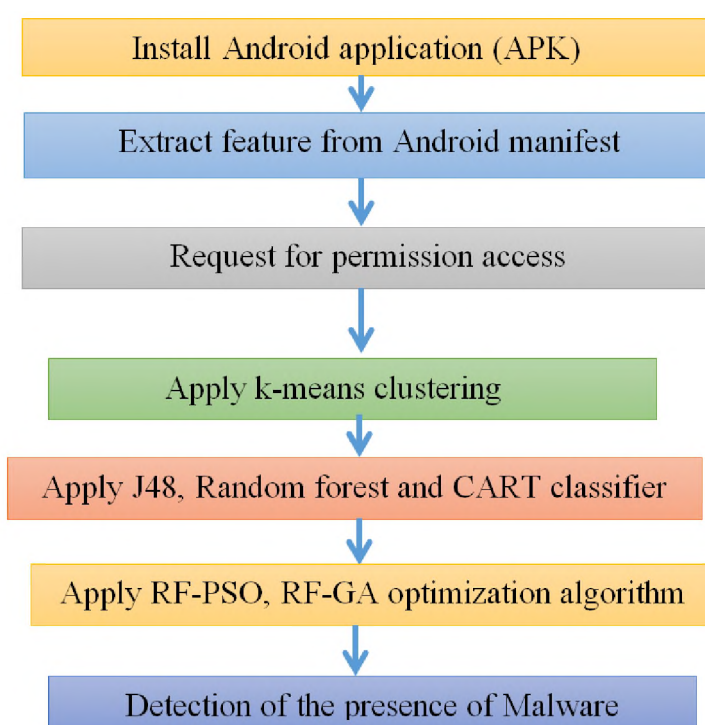 Install Android application (APK)
Extract feature from Android manifest
Request for permission access
Apply k-means clustering
Apply J48, Random forest and CART classifier
Apply RF-PSO, RF-GA optimization algorithm
Detection of the presence of Malware